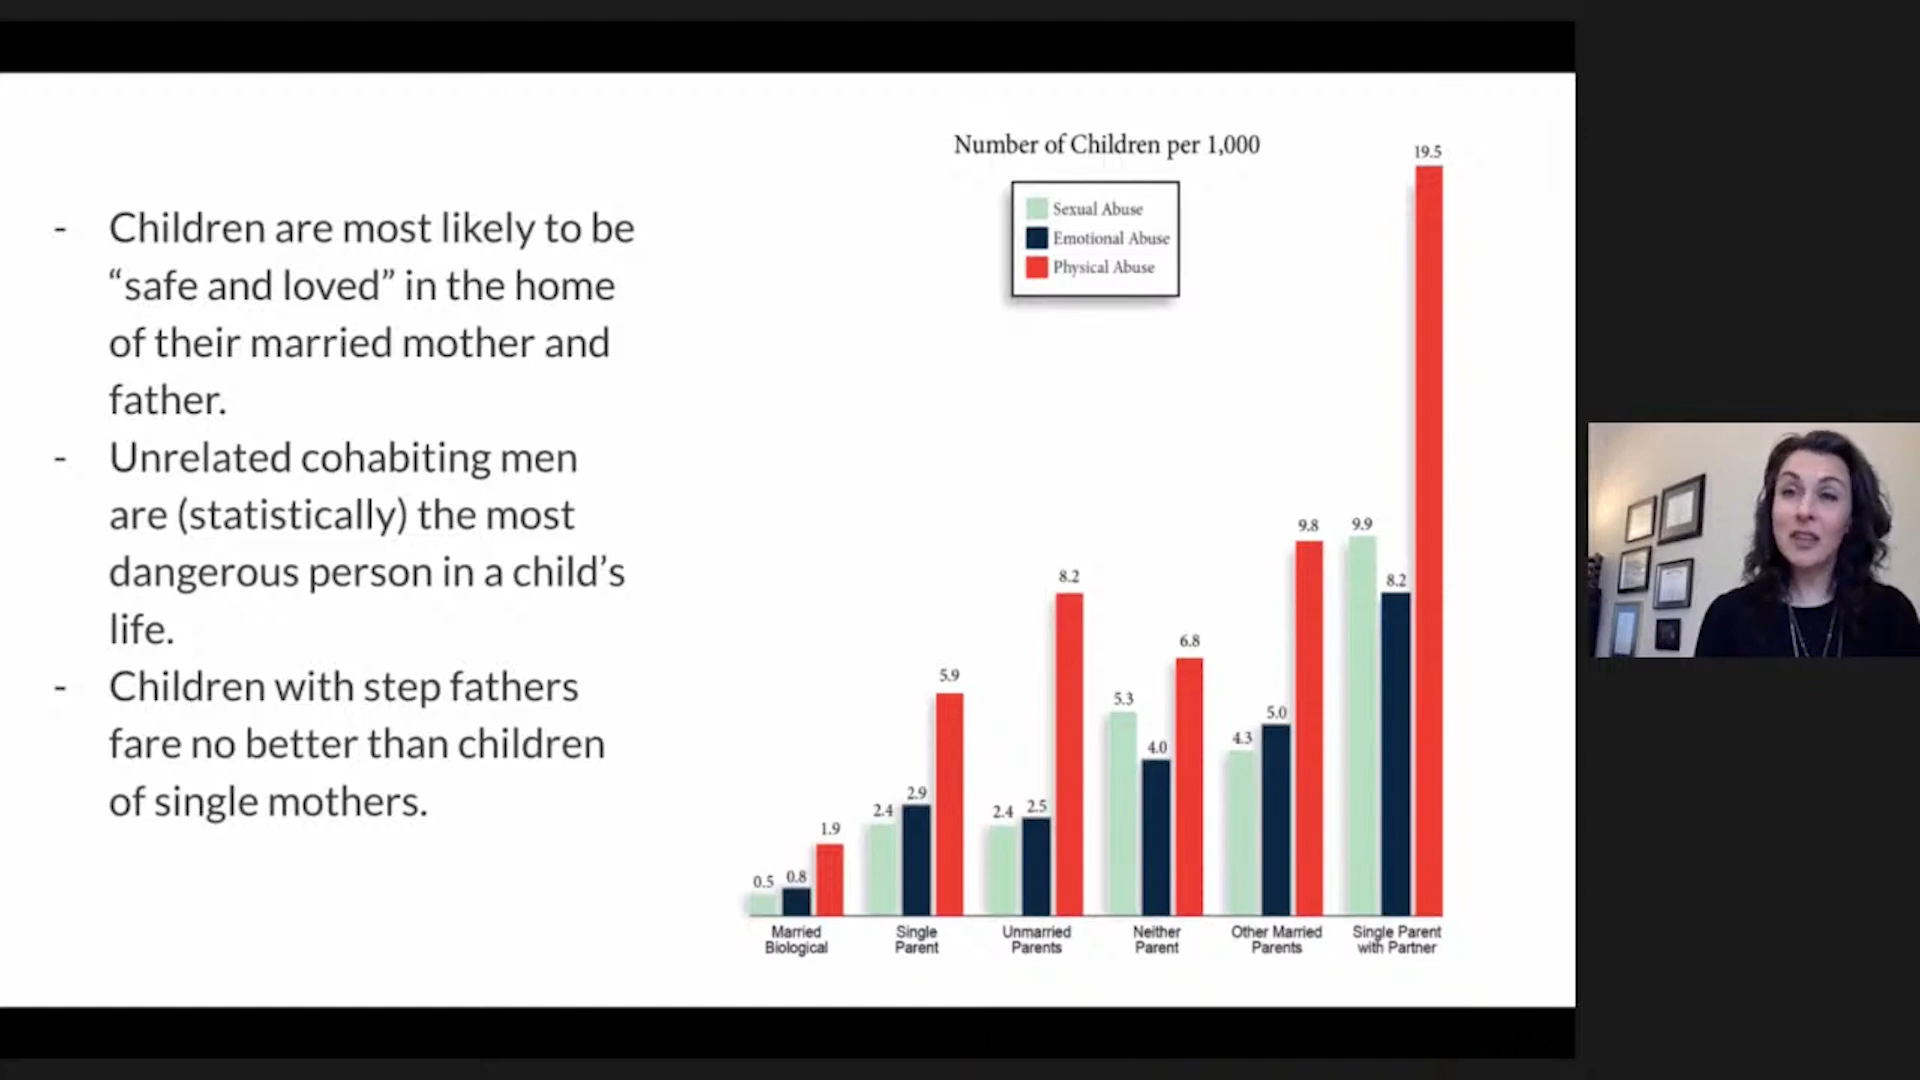 - Children are most likely to be
“safe and loved” in the home
of their married mother and
father.
- Unrelated cohabiting men
are (statistically) the most
dangerous person in a child’s
life.
- Children with step fathers
fare no better than children
of single mothers.
Number of Children per 1,000
Sexual Abuse
Emotional Abuse
Physical Abuse
0.5 0.8 1.9
2.4 2.9 5.9
2.4 2.5 8.2
5.3 4.0 6.8
4.3 5.0 9.8
9.9 8.2 19.5
Married
Biological
Single
Parent
Unmarried
Parents
Neither
Parent
Other Married
Parents
Single Parent
with Partner